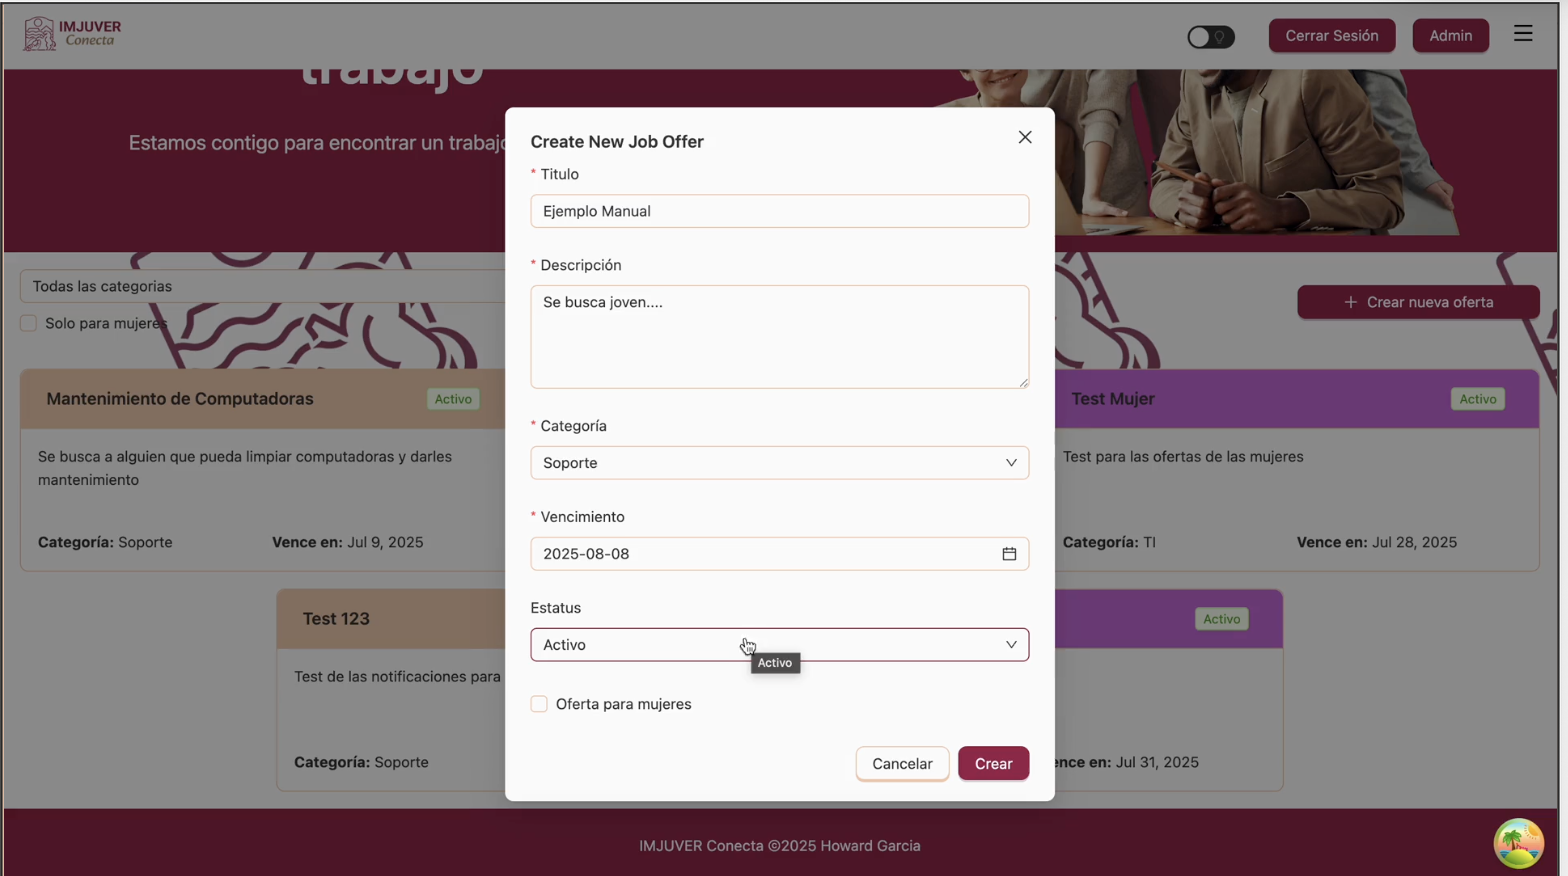 IMJUVER
Conecta
Cerrar Sesión
Admin
trabajo
Estamos contigo para encontrar un trabajo
Create New Job Offer
* Titulo
Ejemplo Manual
* Descripción
Se busca joven....
* Categoría
Soporte
* Vencimiento
2025-08-08
Estatus
Activo
Activo
Oferta para mujeres
Cancelar
Crear
Todas las categorias
Solo para mujeres
+ Crear nueva oferta
Mantenimiento de Computadoras
Activo
Se busca a alguien que pueda limpiar computadoras y darles
mantenimiento
Categoría: Soporte
Vence en: Jul 9, 2025
Test Mujer
Activo
Test para las ofertas de las mujeres
Categoría: TI
Vence en: Jul 28, 2025
Test 123
Test de las notificaciones para
Categoría: Soporte
Activo
ence en: Jul 31, 2025
IMJUVER Conecta ©2025 Howard Garcia